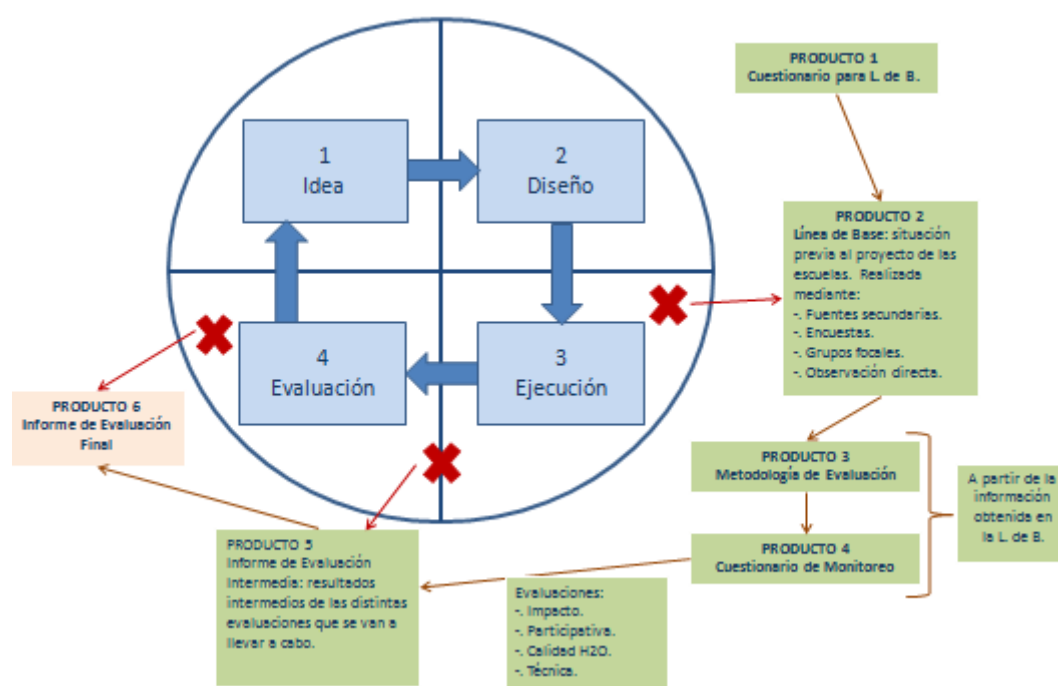 1
Idea
2
Diseño
3
Ejecución
4
Evaluación
PRODUCTO 1
Cuestionario para L. de B.
PRODUCTO 2
Línea de Base: situación
previa al proyecto de las
escuelas. Realizada
mediante:
-. Fuentes secundarias.
-. Encuestas.
-. Grupos focales.
-. Observación directa.
PRODUCTO 3
Metodología de Evaluación
PRODUCTO 4
Cuestionario de Monitoreo
A partir de la
información
obtenida en
la L. de B.
Evaluaciones:
-. Impacto.
-. Participativa.
-. Calidad H2O.
-. Técnica.
PRODUCTO 5
Informe de Evaluación
Intermedia: resultados
intermedios de las distintas
evaluaciones que se van a
llevar a cabo.
PRODUCTO 6
Informe de Evaluación
Final